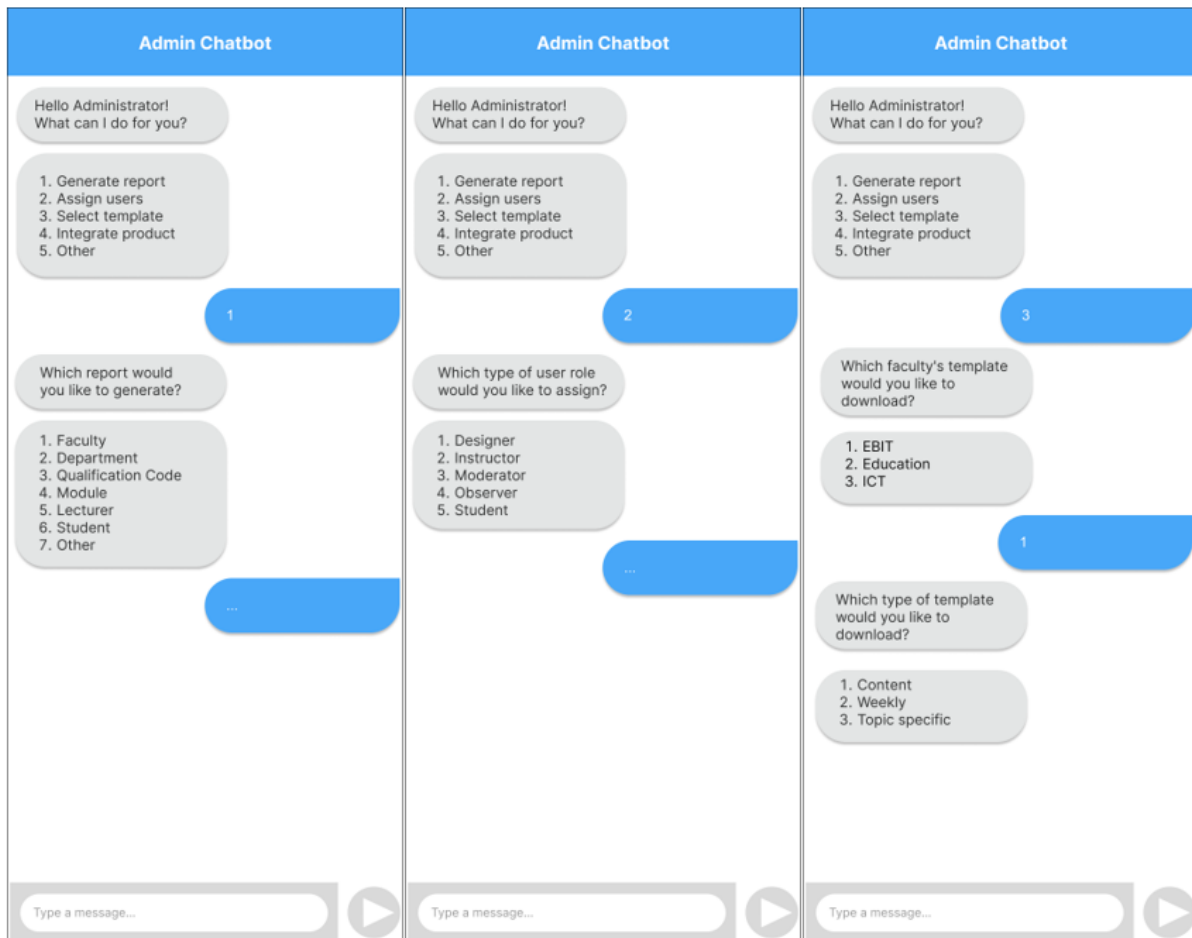 Admin Chatbot
Hello Administrator!
What can I do for you?
1. Generate report
2. Assign users
3. Select template
4. Integrate product
5. Other
1
Which report would
you like to generate?
1. Faculty
2. Department
3. Qualification Code
4. Module
5. Lecturer
6. Student
7. Other
...
Type a message...
Admin Chatbot
Hello Administrator!
What can I do for you?
1. Generate report
2. Assign users
3. Select template
4. Integrate product
5. Other
2
Which type of user role
would you like to assign?
1. Designer
2. Instructor
3. Moderator
4. Observer
5. Student
...
Type a message...
Admin Chatbot
Hello Administrator!
What can I do for you?
1. Generate report
2. Assign users
3. Select template
4. Integrate product
5. Other
3
Which faculty's template
would you like to
download?
1. EBIT
2. Education
3. ICT
1
Which type of template
would you like to
download?
1. Content
2. Weekly
3. Topic specific
Type a message...